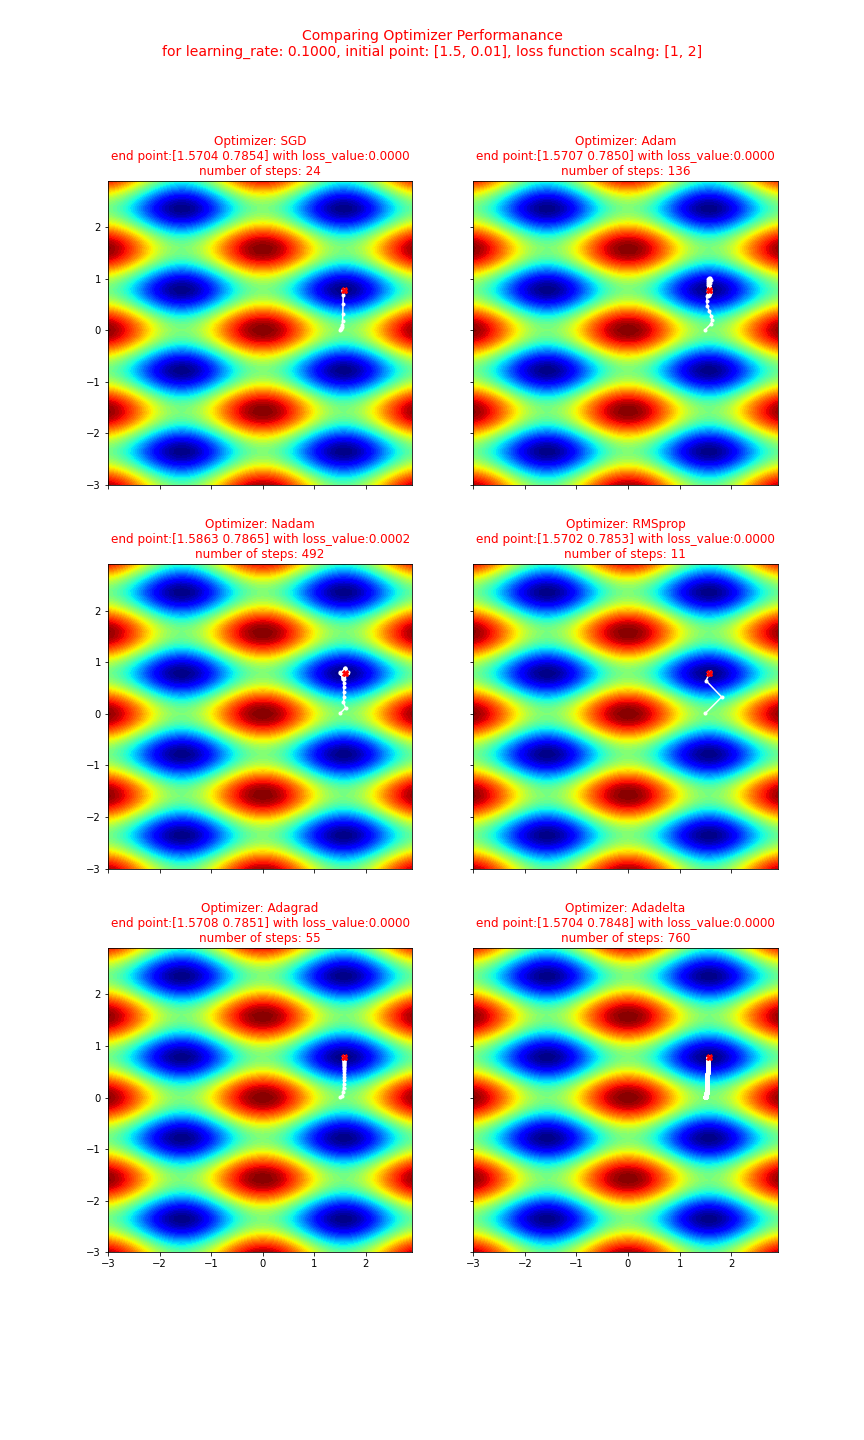 Comparing Optimizer Performanance
for learning_rate: 0.1000, initial point: [1.5, 0.01], loss function scalng: [1, 2]
Optimizer: SGD
end point:[1.5704 0.7854] with loss_value:0.0000
number of steps: 24
2
1
0
−1
−2
−3
Optimizer: Adam
end point:[1.5707 0.7850] with loss_value:0.0000
number of steps: 136
Optimizer: Nadam
end point:[1.5863 0.7865] with loss_value:0.0002
number of steps: 492
2
1
0
−1
−2
−3
Optimizer: RMSprop
end point:[1.5702 0.7853] with loss_value:0.0000
number of steps: 11
Optimizer: Adagrad
end point:[1.5708 0.7851] with loss_value:0.0000
number of steps: 55
2
1
0
−1
−2
−3
−3 −2 −1 0 1 2
Optimizer: Adadelta
end point:[1.5704 0.7848] with loss_value:0.0000
number of steps: 760
−3 −2 −1 0 1 2